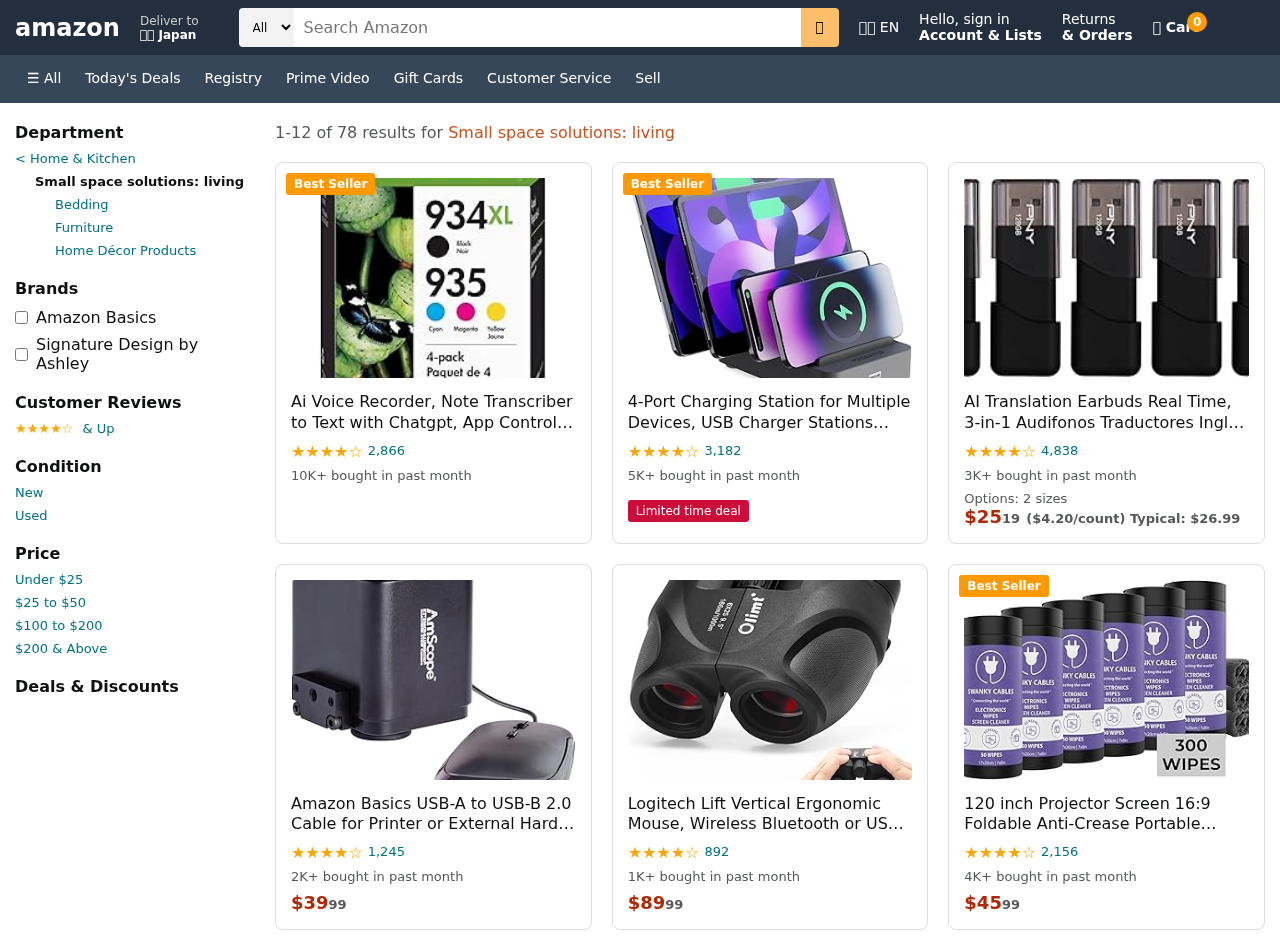 amazon
Deliver to
Japan
All
Search Amazon
EN
Hello, sign in
Account & Lists
Returns
& Orders
0
☰ All
Today's Deals
Registry
Prime Video
Gift Cards
Customer Service
Sell
Department
< Home & Kitchen
Small space solutions: living
Bedding
Furniture
Home Décor Products
Brands
Amazon Basics
Signature Design by
Ashley
Customer Reviews
★★★★☆ & Up
Condition
New
Used
Price
Under $25
$25 to $50
$100 to $200
$200 & Above
Deals & Discounts
1-12 of 78 results for Small space solutions: living
Best Seller
934XL
Black
Noir
935
Cyan Magenta Yellow
Jaune
4-pack
Paquet de 4
Ai Voice Recorder, Note Transcriber
to Text with Chatgpt, App Control…
★★★★☆ 2,866
10K+ bought in past month
Best Seller
4-Port Charging Station for Multiple
Devices, USB Charger Stations…
★★★★☆ 3,182
5K+ bought in past month
Limited time deal
PNY 128GB
PNY 128GB
PNY 128GB
AI Translation Earbuds Real Time,
3-in-1 Audifonos Traductores Ingl…
★★★★☆ 4,838
3K+ bought in past month
Options: 2 sizes
$2519 ($4.20/count) Typical: $26.99
AmScope
Amazon Basics USB-A to USB-B 2.0
Cable for Printer or External Hard…
★★★★☆ 1,245
2K+ bought in past month
$3999
Olimt
Logitech Lift Vertical Ergonomic
Mouse, Wireless Bluetooth or US…
★★★★☆ 892
1K+ bought in past month
$8999
Best Seller
SWANKY CABLES
"Connecting the world"
ELECTRONICS
WIPES
SCREEN CLEANER
50 WIPES
300
WIPES
120 inch Projector Screen 16:9
Foldable Anti-Crease Portable…
★★★★☆ 2,156
4K+ bought in past month
$4599